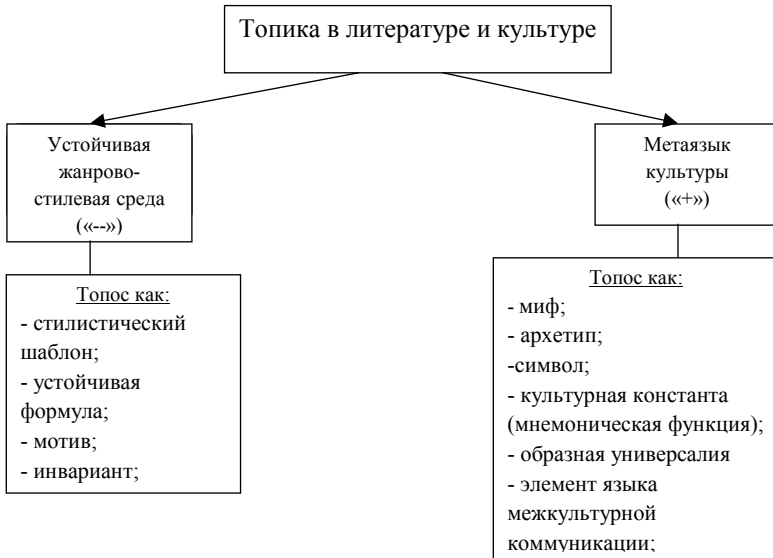 Топика в литературе и культуре
Устойчивая
жанрово-
стилевая среда
(«--»)
Топос как:
- стилистический
шаблон;
- устойчивая
формула;
- мотив;
- инвариант;
Метаязык
культуры
(«+»)
Топос как:
- миф;
- архетип;
-символ;
- культурная константа
(мнемоническая функция);
- образная универсалия
- элемент языка
межкультурной
коммуникации;